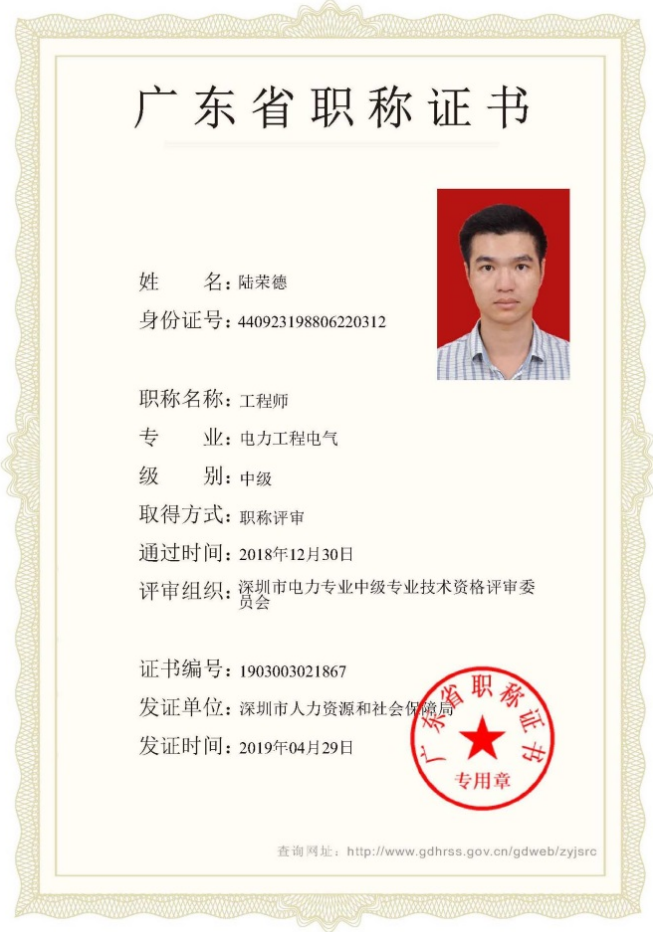 广东省职称证书
姓 名：陆荣德
身份证号：440923198806220312
职称名称：工程师
专 业：电力工程电气
级 别：中级
取得方式：职称评审
通过时间：2018年12月30日
评审组织：深圳市电力专业中级专业技术资格评审委
员会
证书编号：1903003021867
发证单位：深圳市人力资源和社会保障局
发证时间：2019年04月29日
广东省职称证书
专用章
查询网址：http://www.gdhrss.gov.cn/gdweb/zyjsrc